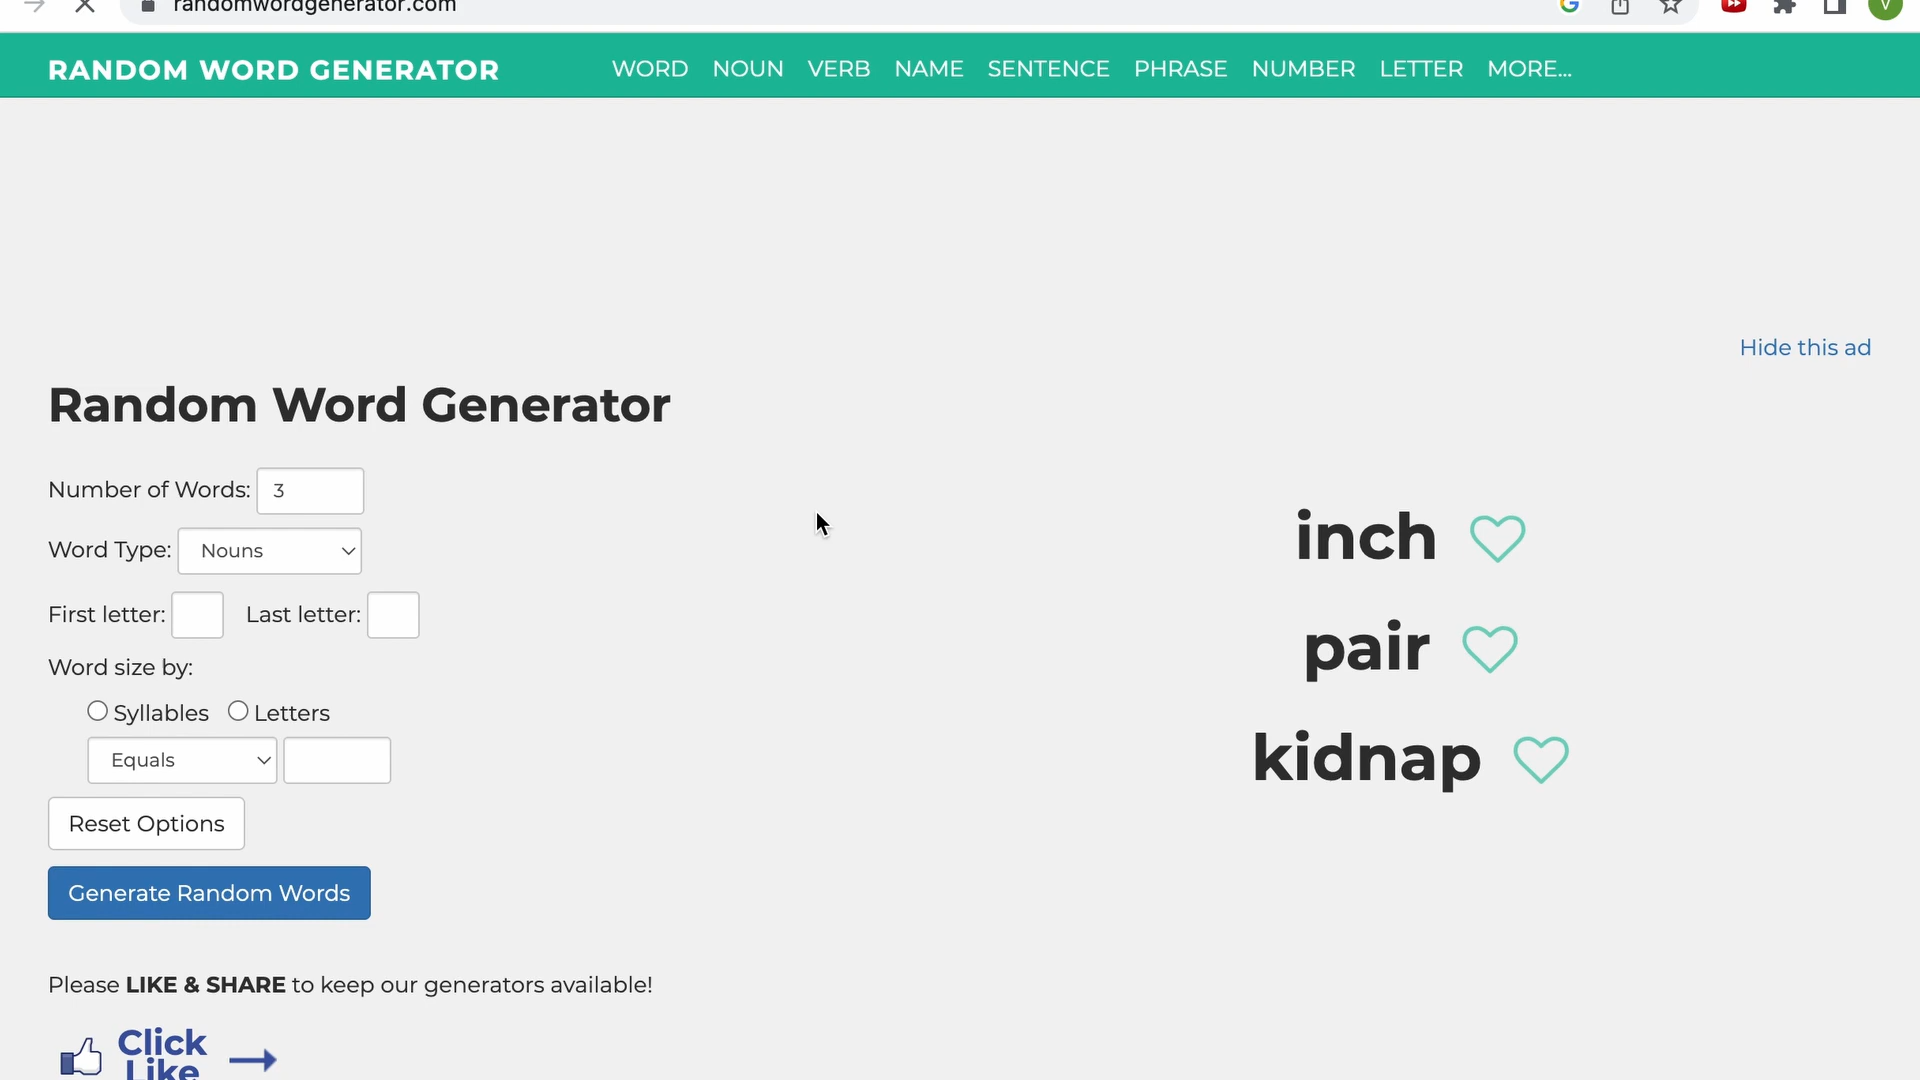 randomwordgenerator.com
V
RANDOM WORD GENERATOR WORD NOUN VERB NAME SENTENCE PHRASE NUMBER LETTER MORE...
Hide this ad
Random Word Generator
Number of Words: 3
Word Type: Nouns
First letter: Last letter:
Word size by:
Syllables Letters
Equals
Reset Options
Generate Random Words
inch
pair
kidnap
Please LIKE & SHARE to keep our generators available!
Click
Like